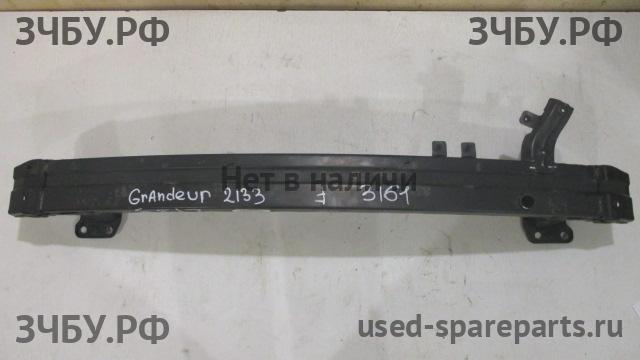 ЗЧБУ.РФ ЗЧБУ.РФ
Нет в наличии
Grandeur 2133 3161
ЗЧБУ.РФ used-spareparts.ru